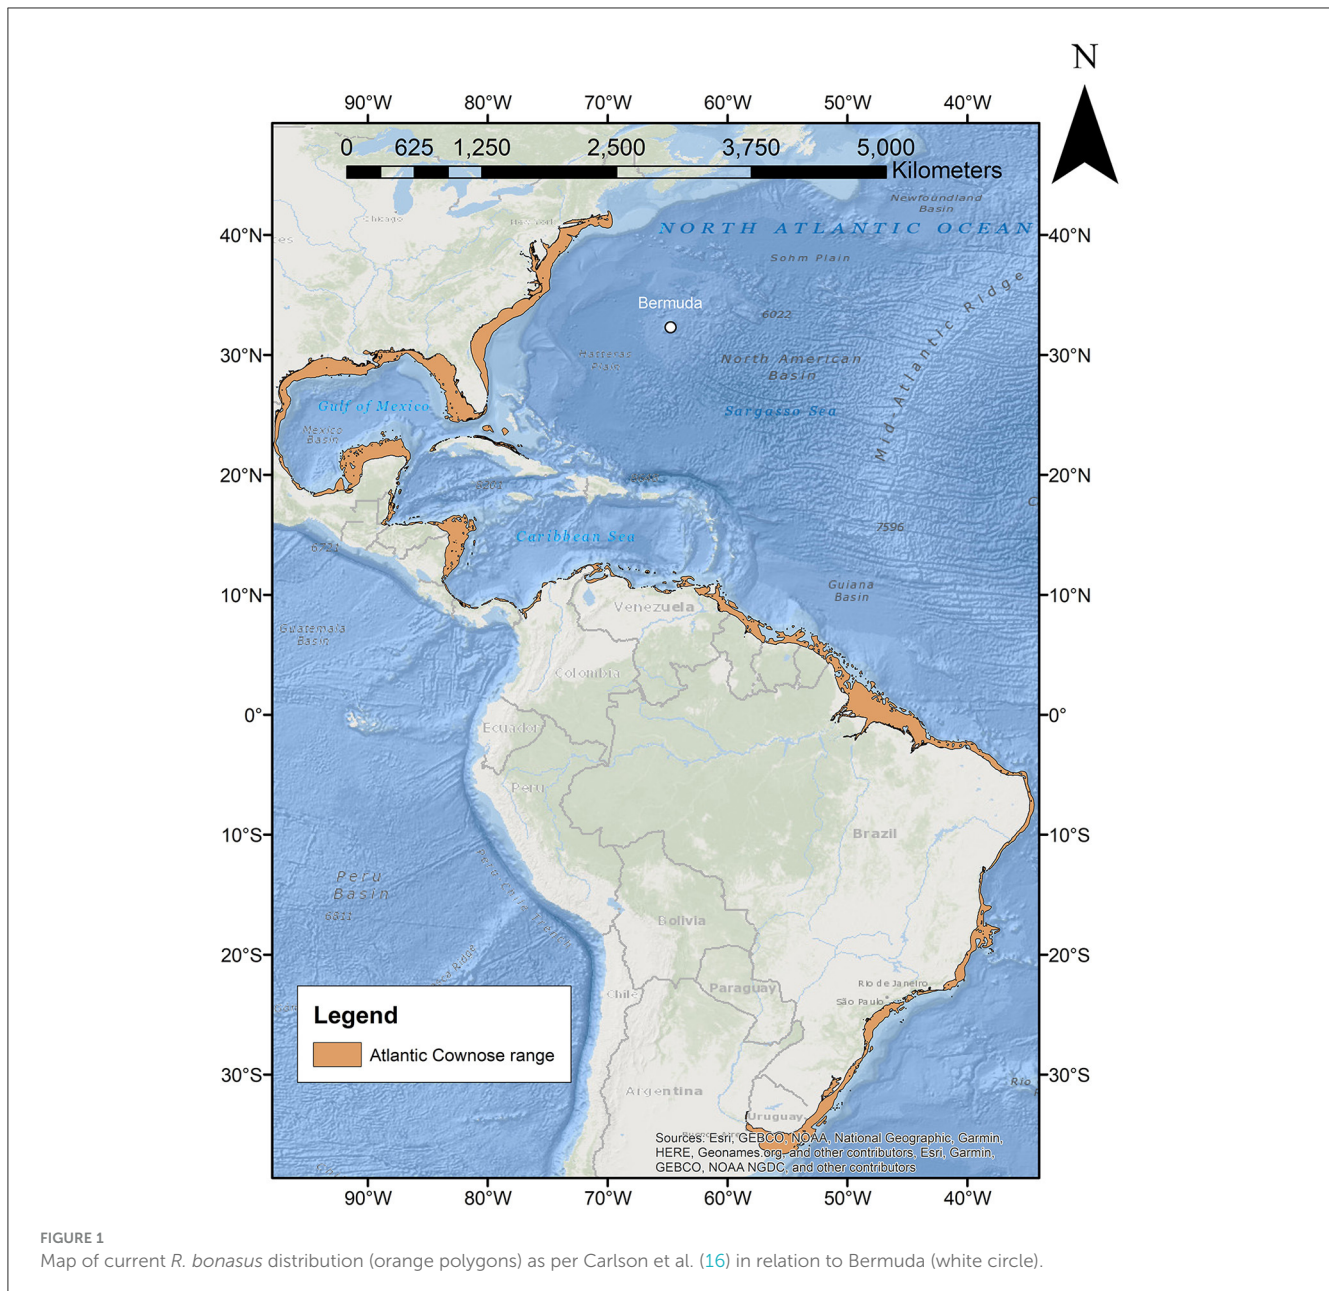 N
90°W 80°W 70°W 60°W 50°W 40°W
0 625 1,250 2,500 3,750 5,000
Kilometers
Newfoundland
Basin
Chicago
NORTH ATLANTIC OCEAN
40°N 40°N
Sohm Plain
Mid-Atlantic Ridge
Bermuda
6022
30°N 30°N
Hatteras
Plain
North American
Basin
Gulf of Mexico
Sargasso Sea
Mexico
Basin
20°N 20°N
7596
Caribbean Sea
Guiana
Basin
10°N 10°N
Venezuela
Guatemala
Basin
Colombia
0° 0°
Ecuador
Peru
10°S 10°S
Brazil
Peru
Basin
Bolivia
20°S 20°S
Rio de Janeiro
Paraguay
São Paulo
Chile
Legend
Atlantic Cownose range
30°S 30°S
Argentina
Rio
Uruguay
Sources: Esri, GEBCO, NOAA, National Geographic, Garmin,
HERE, Geonames.org, and other contributors, Esri, Garmin,
GEBCO, NOAA NGDC, and other contributors
90°W 80°W 70°W 60°W 50°W 40°W
FIGURE 1
Map of current R. bonasus distribution (orange polygons) as per Carlson et al. (16) in relation to Bermuda (white circle).